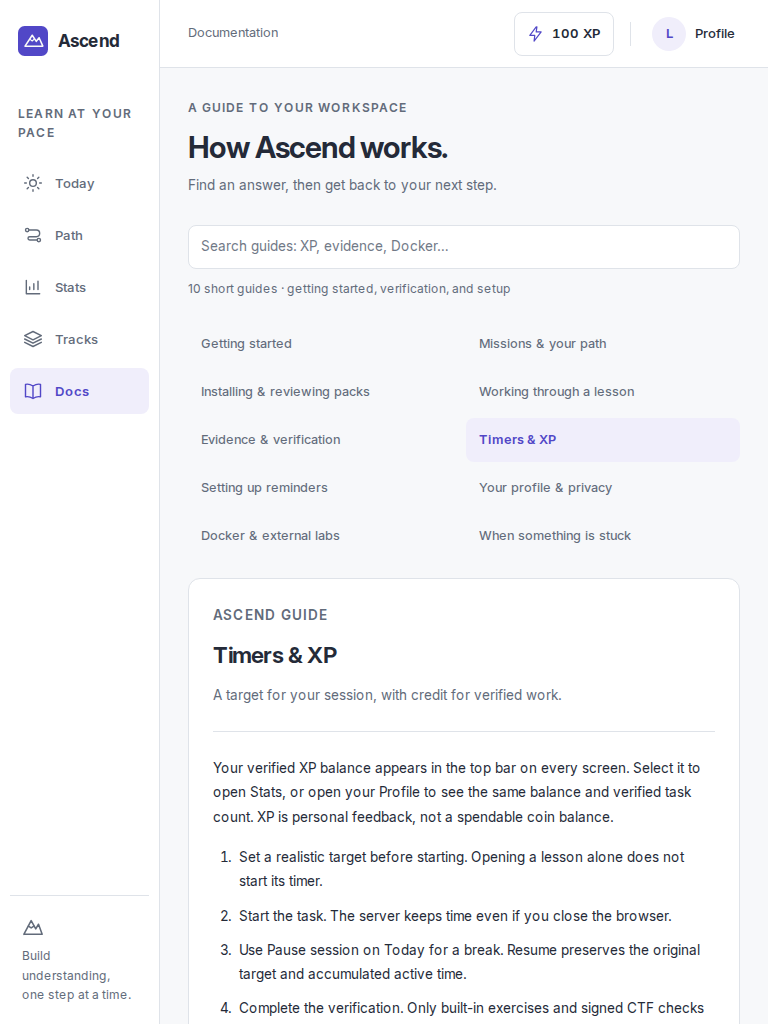 Ascend
LEARN AT YOUR
PACE
Today
Path
Stats
Tracks
Docs
Build
understanding,
one step at a time.
Documentation
100 XP
L
Profile
A GUIDE TO YOUR WORKSPACE
How Ascend works.
Find an answer, then get back to your next step.
Search guides: XP, evidence, Docker...
10 short guides · getting started, verification, and setup
Getting started
Missions & your path
Installing & reviewing packs
Working through a lesson
Evidence & verification
Timers & XP
Setting up reminders
Your profile & privacy
Docker & external labs
When something is stuck
ASCEND GUIDE
Timers & XP
A target for your session, with credit for verified work.
Your verified XP balance appears in the top bar on every screen. Select it to
open Stats, or open your Profile to see the same balance and verified task
count. XP is personal feedback, not a spendable coin balance.
1. Set a realistic target before starting. Opening a lesson alone does not
start its timer.
2. Start the task. The server keeps time even if you close the browser.
3. Use Pause session on Today for a break. Resume preserves the original
target and accumulated active time.
4. Complete the verification. Only built-in exercises and signed CTF checks